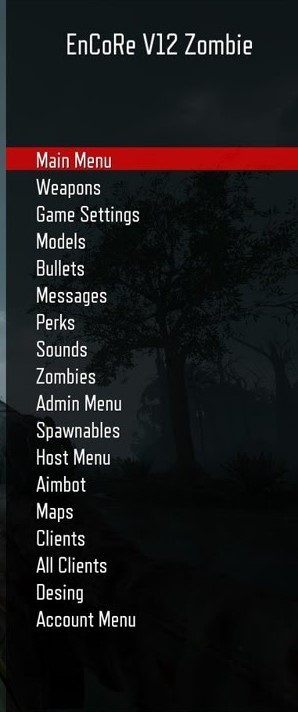 EnCoRe V12 Zombie
Main Menu
Weapons
Game Settings
Models
Bullets
Messages
Perks
Sounds
Zombies
Admin Menu
Spawnables
Host Menu
Aimbot
Maps
Clients
All Clients
Desing
Account Menu